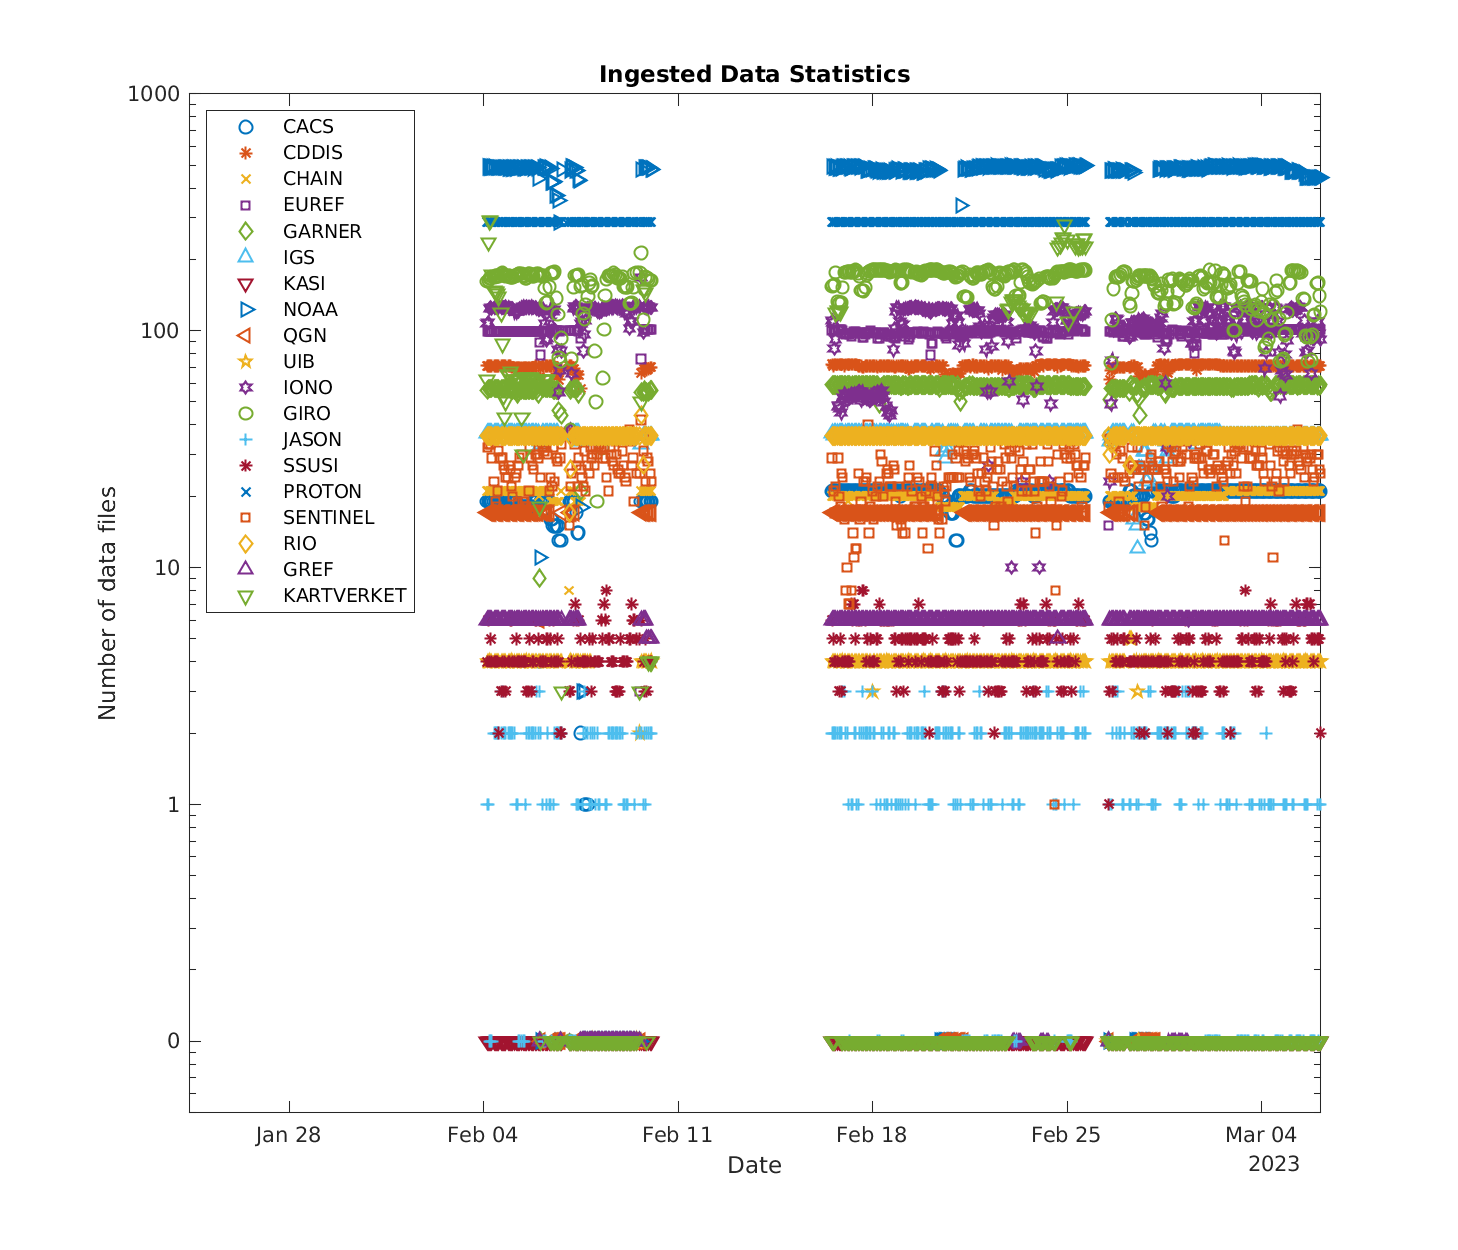 Ingested Data Statistics
1000
100
10
1
0
Number of data files
CACS
CDDIS
CHAIN
EUREF
GARNER
IGS
KASI
NOAA
QGN
UIB
IONO
GIRO
JASON
SSUSI
PROTON
SENTINEL
RIO
GREF
KARTVERKET
Jan 28
Feb 04
Feb 11
Feb 18
Feb 25
Mar 04
Date
2023